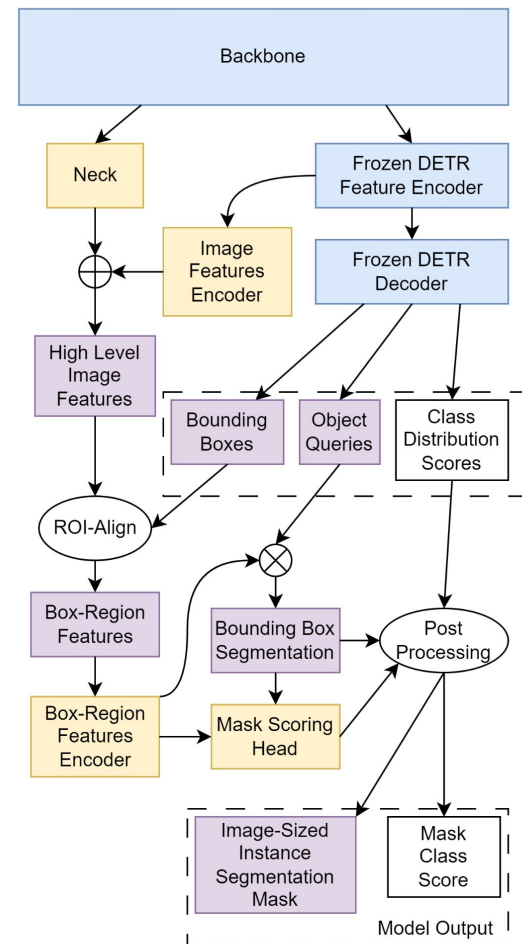 Backbone
Neck
Frozen DETR
Feature Encoder
Image
Features
Encoder
Frozen DETR
Decoder
High Level
Image
Features
Bounding
Boxes
Object
Queries
Class
Distribution
Scores
ROI-Align
Box-Region
Features
Bounding Box
Segmentation
Post
Processing
Box-Region
Features
Encoder
Mask Scoring
Head
Image-Sized
Instance
Segmentation
Mask
Mask
Class
Score
Model Output